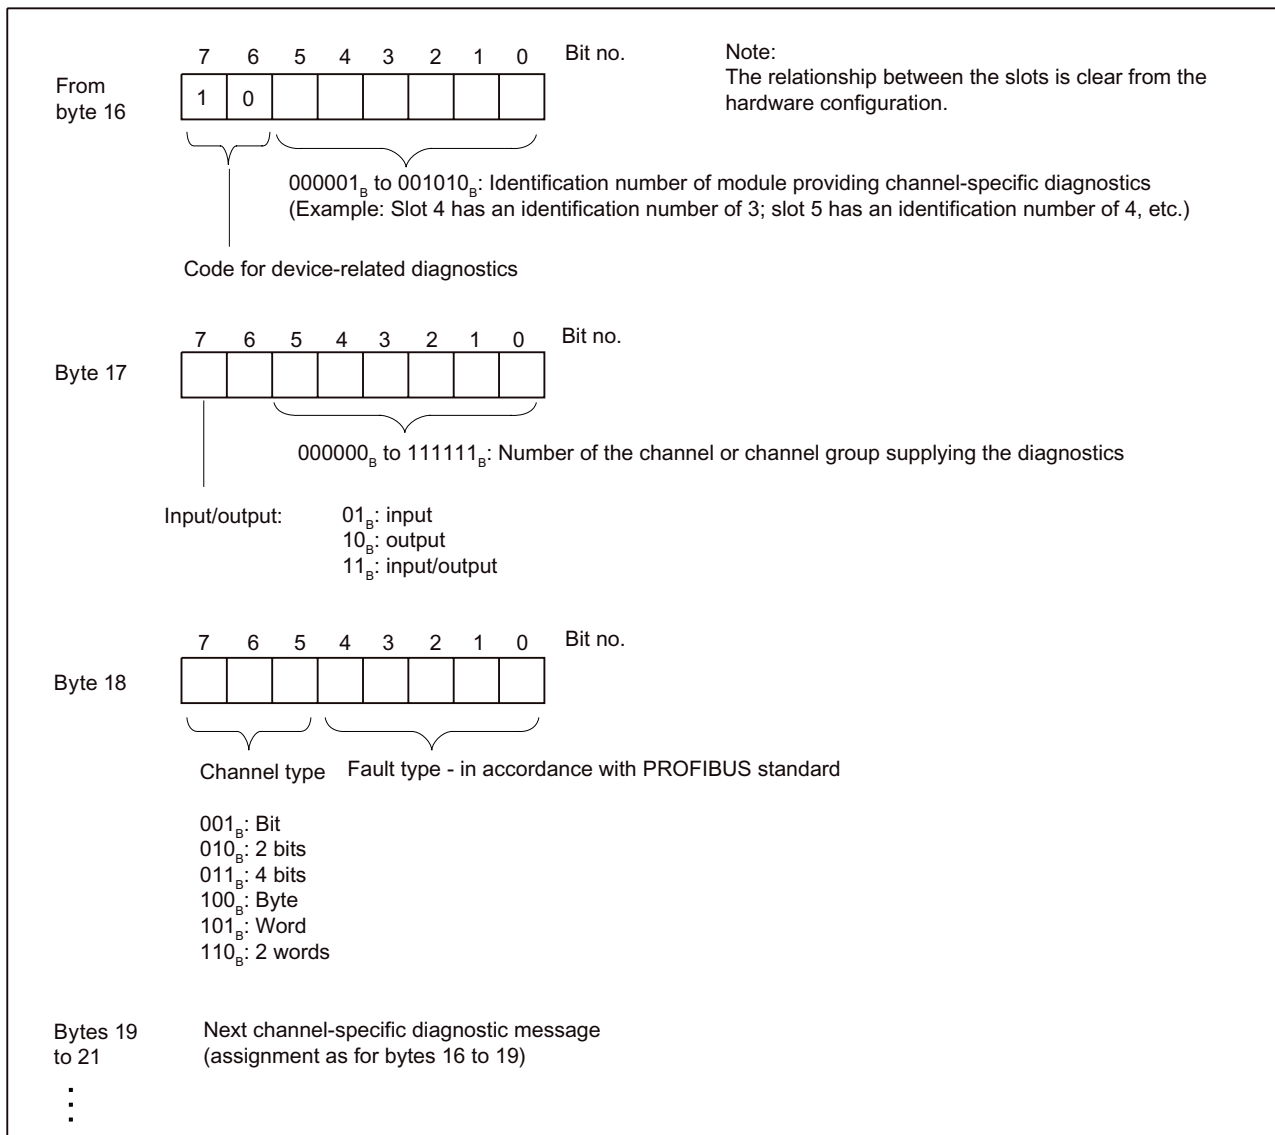 7 6 5 4 3 2 1 0 Bit no.
Note:
The relationship between the slots is clear from the
hardware configuration.
From
byte 16
1 0
000001B to 001010B: Identification number of module providing channel-specific diagnostics
(Example: Slot 4 has an identification number of 3; slot 5 has an identification number of 4, etc.)
Code for device-related diagnostics
7 6 5 4 3 2 1 0 Bit no.
Byte 17
000000B to 111111B: Number of the channel or channel group supplying the diagnostics
Input/output: 01B: input
10B: output
11B: input/output
7 6 5 4 3 2 1 0 Bit no.
Byte 18
Channel type Fault type - in accordance with PROFIBUS standard
001B: Bit
010B: 2 bits
011B: 4 bits
100B: Byte
101B: Word
110B: 2 words
Bytes 19
to 21
Next channel-specific diagnostic message
(assignment as for bytes 16 to 19)